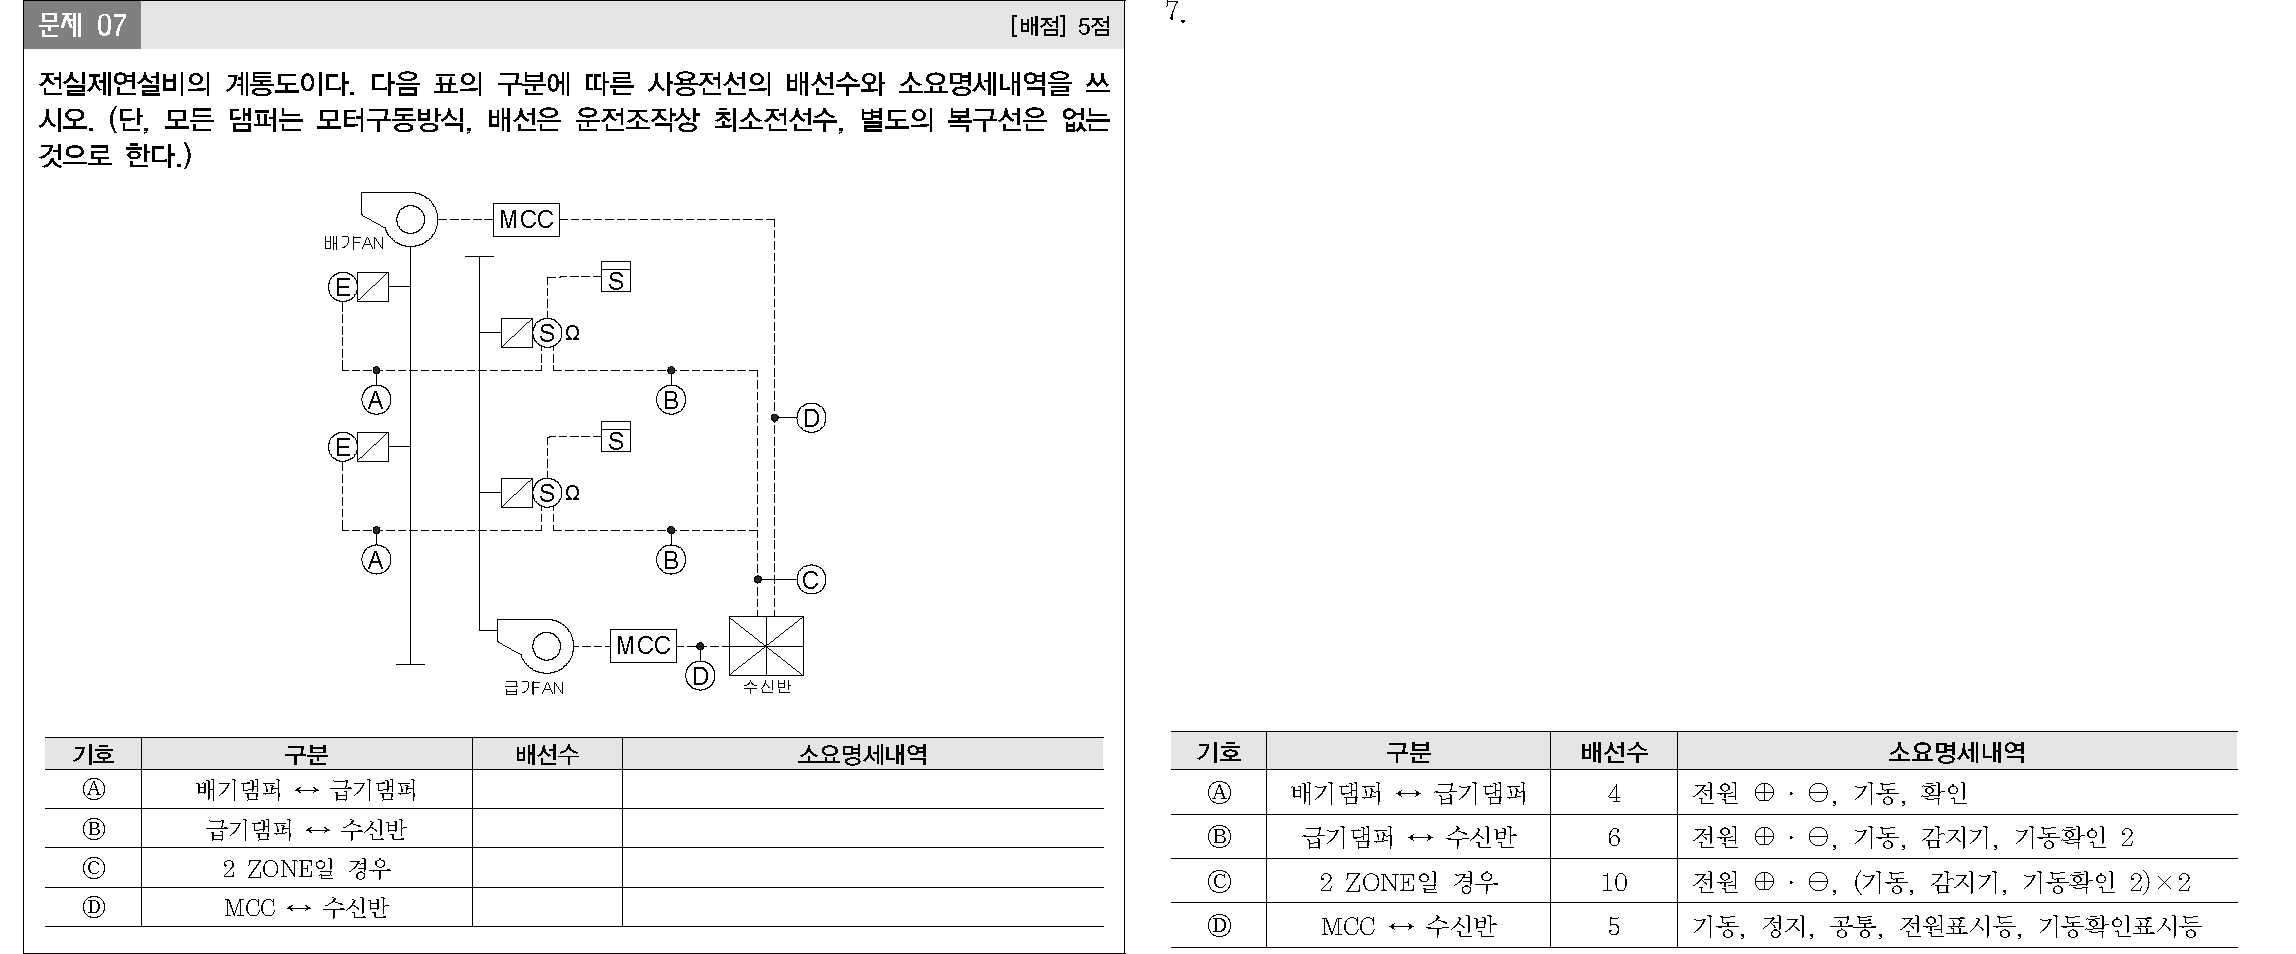 문제 07
[배점] 5점
전실제연설비의 계통도이다. 다음 표의 구분에 따른 사용전선의 배선수와 소요명세내역을 쓰
시오. (단, 모든 댐퍼는 모터구동방식, 배선은 운전조작상 최소전선수, 별도의 복구선은 없는
것으로 한다.)
MCC
배기FAN
E
S
S Ω
A
B
D
E
S
S Ω
A
B
C
MCC
D
급기FAN
수신반
기호 구분 배선수 소요명세내역
Ⓐ 배기댐퍼 ↔ 급기댐퍼
Ⓑ 급기댐퍼 ↔ 수신반
Ⓒ 2 ZONE일 경우
Ⓓ MCC ↔ 수신반
7.
기호 구분 배선수 소요명세내역
Ⓐ 배기댐퍼 ↔ 급기댐퍼 4 전원 ⊕ · ⊖, 기동, 확인
Ⓑ 급기댐퍼 ↔ 수신반 6 전원 ⊕ · ⊖, 기동, 감지기, 기동확인 2
Ⓒ 2 ZONE일 경우 10 전원 ⊕ · ⊖, (기동, 감지기, 기동확인 2)×2
Ⓓ MCC ↔ 수신반 5 기동, 정지, 공통, 전원표시등, 기동확인표시등